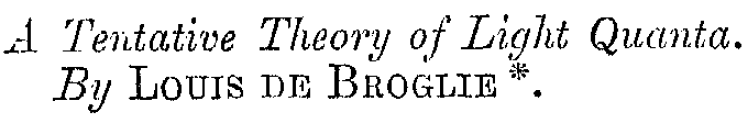 A Tentative Theory of Light Quanta.
By LOUIS DE BROGLIE *.